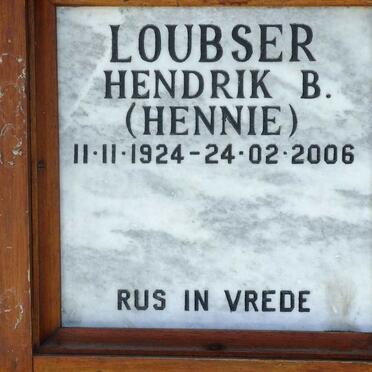 LOUBSER
HENDRIK B.
(HENNIE)
11·11·1924-24·02·2006
RUS IN VREDE